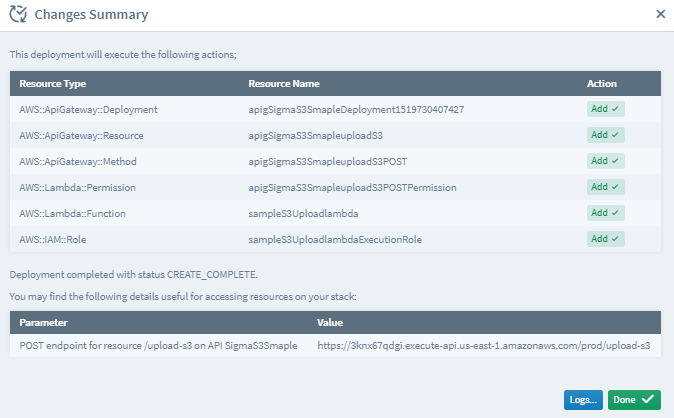 Changes Summary
This deployment will execute the following actions;
Resource Type Resource Name Action
AWS::ApiGateway::Deployment apigSigmaS3SmapleDeployment1519730407427 Add
AWS::ApiGateway::Resource apigSigmaS3SmapleuploadS3 Add
AWS::ApiGateway::Method apigSigmaS3SmapleuploadS3POST Add
AWS::Lambda::Permission apigSigmaS3SmapleuploadS3POSTPermission Add
AWS::Lambda::Function sampleS3Uploadlambda Add
AWS::IAM::Role sampleS3UploadlambdaExecutionRole Add
Deployment completed with status CREATE_COMPLETE.
You may find the following details useful for accessing resources on your stack:
Parameter Value
POST endpoint for resource /upload-s3 on API SigmaS3Smaple https://3knx67qdgi.execute-api.us-east-1.amazonaws.com/prod/upload-s3
Logs... Done